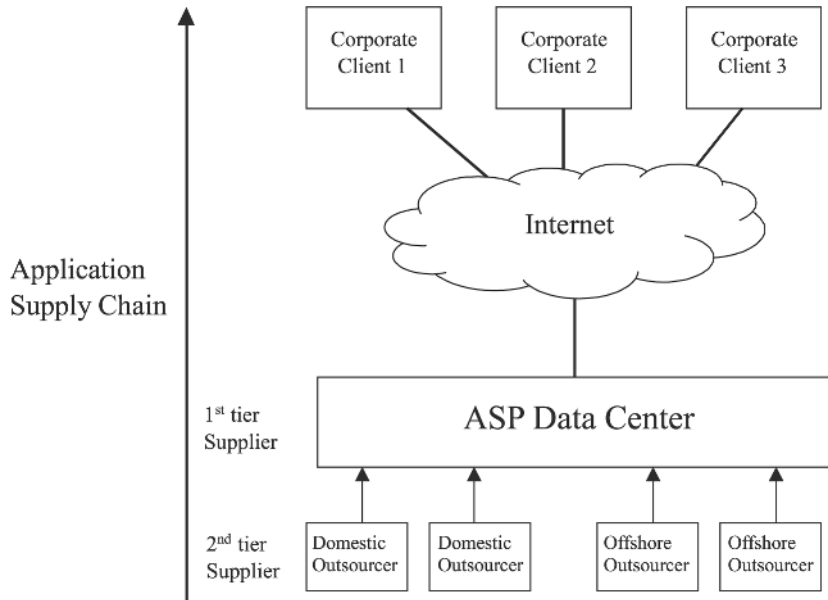 Corporate
Client 1
Corporate
Client 2
Corporate
Client 3
Internet
Application
Supply Chain
1st tier
Supplier
ASP Data Center
2nd tier
Supplier
Domestic
Outsourcer
Domestic
Outsourcer
Offshore
Outsourcer
Offshore
Outsourcer